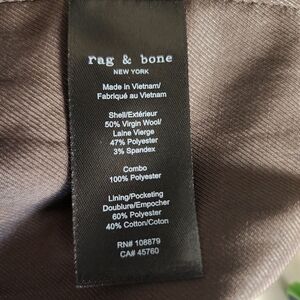 rag & bone
NEW YORK
Made in Vietnam/
Fabriqué au Vietnam
Shell/Extérieur
50% Virgin Wool/
Laine Vierge
47% Polyester
3% Spandex
Combo
100% Polyester
Lining/Pocketing
Doublure/Empocher
60% Polyester
40% Cotton/Coton
RN# 108879
CA# 45760